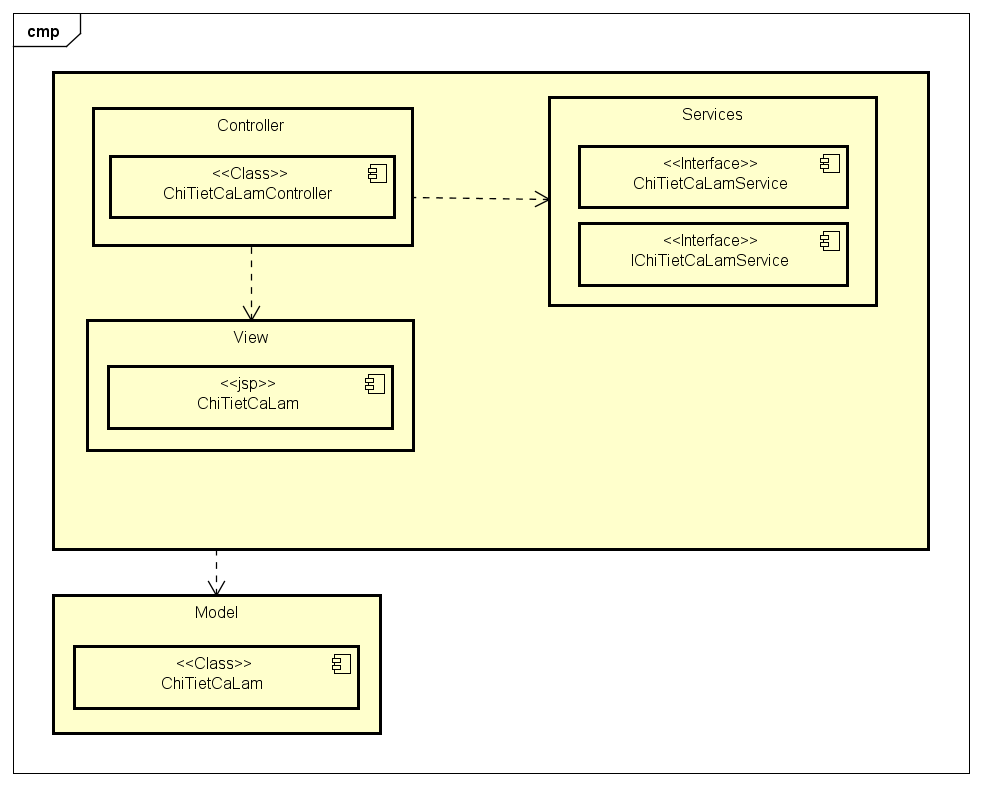 cmp
Controller
<<Class>>
ChiTietCaLamController
Services
<<Interface>>
ChiTietCaLamService
<<Interface>>
IChiTietCaLamService
View
<<jsp>>
ChiTietCaLam
Model
<<Class>>
ChiTietCaLam